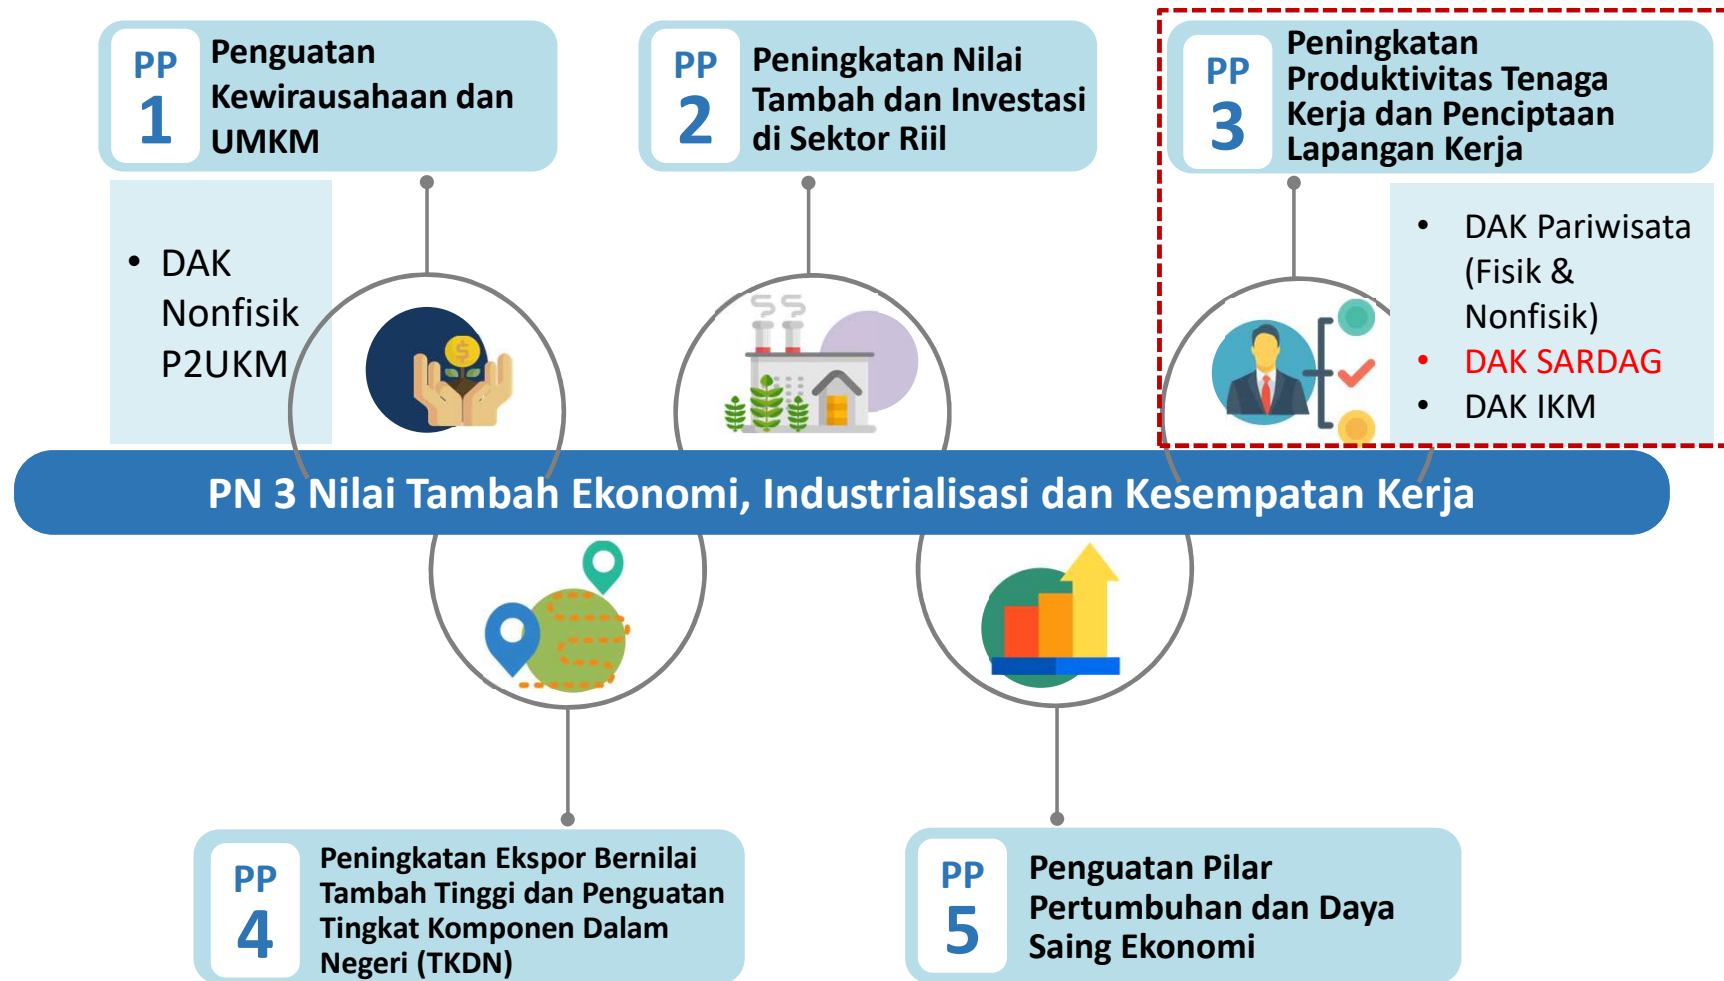 PP
1
Penguatan
Kewirausahaan dan
UMKM
PP
2
Peningkatan Nilai
Tambah dan Investasi
di Sektor Riil
PP
3
Peningkatan
Produktivitas Tenaga
Kerja dan Penciptaan
Lapangan Kerja
• DAK
Nonfisik
P2UKM
• DAK Pariwisata
(Fisik &
Nonfisik)
• DAK SARDAG
• DAK IKM
PN 3 Nilai Tambah Ekonomi, Industrialisasi dan Kesempatan Kerja
PP
4
Peningkatan Ekspor Bernilai
Tambah Tinggi dan Penguatan
Tingkat Komponen Dalam
Negeri (TKDN)
PP
5
Penguatan Pilar
Pertumbuhan dan Daya
Saing Ekonomi